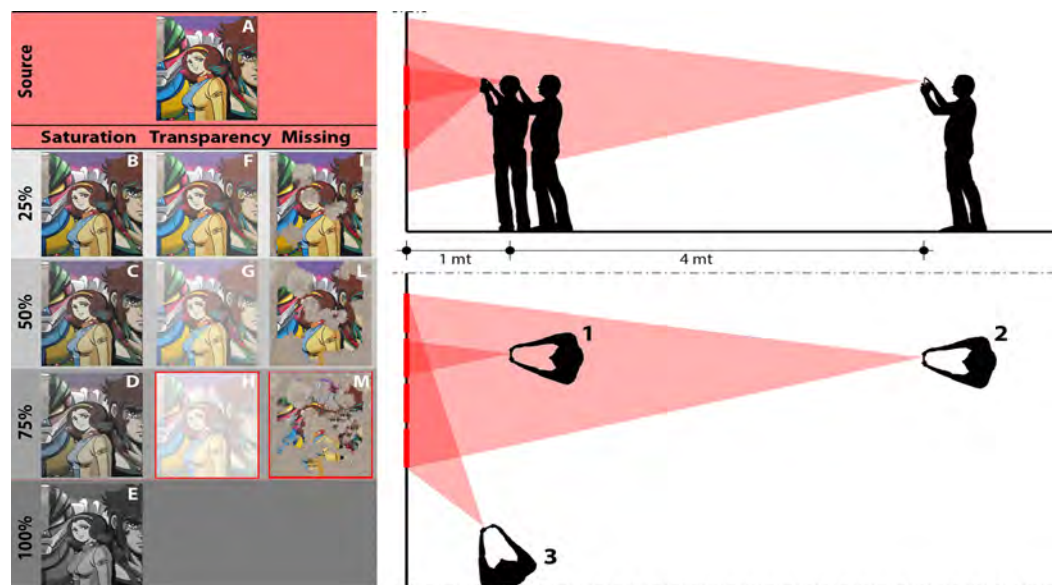 Source
A
Saturation Transparency Missing
25%
B
F
I
50%
C
G
L
75%
D
H
M
100%
E
1 mt
4 mt
1
2
3